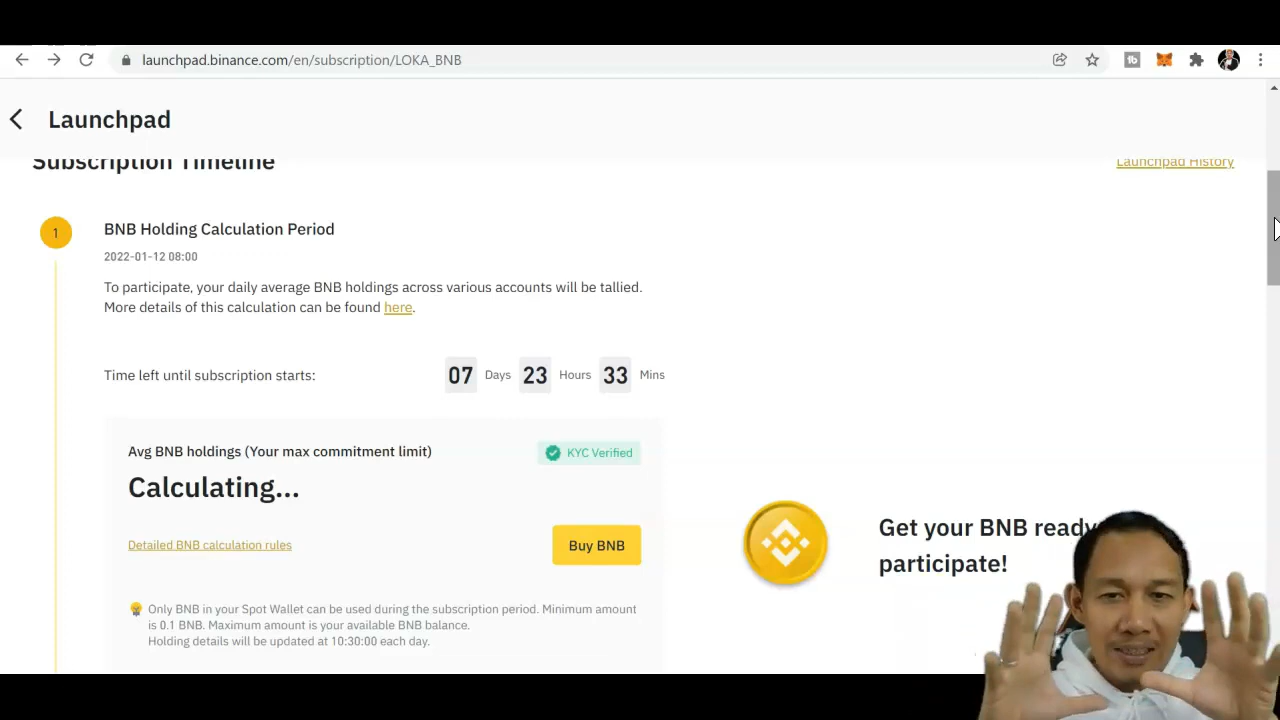 launchpad.binance.com/en/subscription/LOKA_BNB
Launchpad
Subscription Timeline
Launchpad History
1
BNB Holding Calculation Period
2022-01-12 08:00
To participate, your daily average BNB holdings across various accounts will be tallied.
More details of this calculation can be found here.
Time left until subscription starts:
07 Days 23 Hours 33 Mins
Avg BNB holdings (Your max commitment limit)
KYC Verified
Calculating...
Detailed BNB calculation rules
Buy BNB
Only BNB in your Spot Wallet can be used during the subscription period. Minimum amount
is 0.1 BNB. Maximum amount is your available BNB balance.
Holding details will be updated at 10:30:00 each day.
Get your BNB ready
participate!